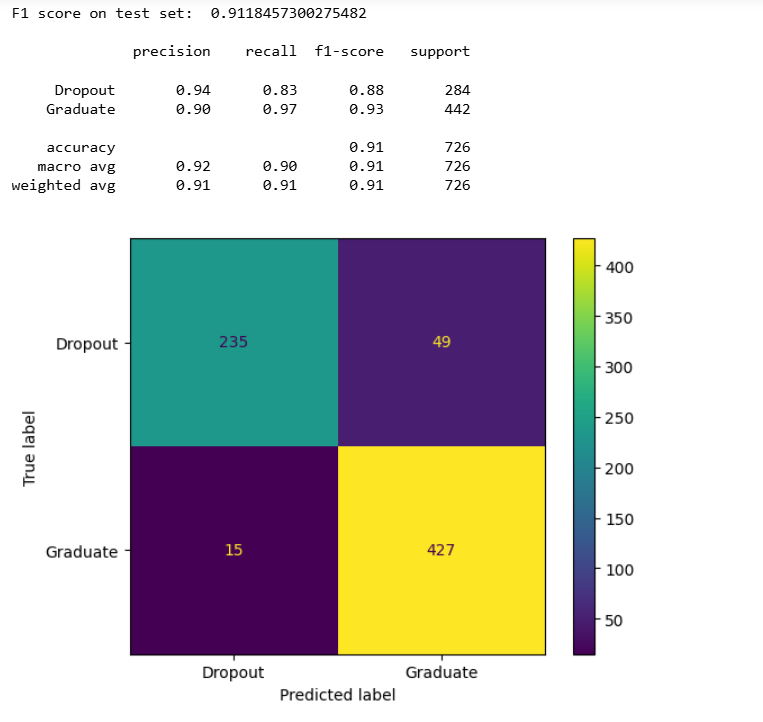 F1 score on test set:  0.9118457300275482
precision    recall  f1-score   support
Dropout       0.94      0.83      0.88       284
Graduate       0.90      0.97      0.93       442
accuracy                           0.91       726
macro avg       0.92      0.90      0.91       726
weighted avg       0.91      0.91      0.91       726
400
350
Dropout
235
49
300
250
True label
200
150
Graduate
15
427
100
50
Dropout
Graduate
Predicted label